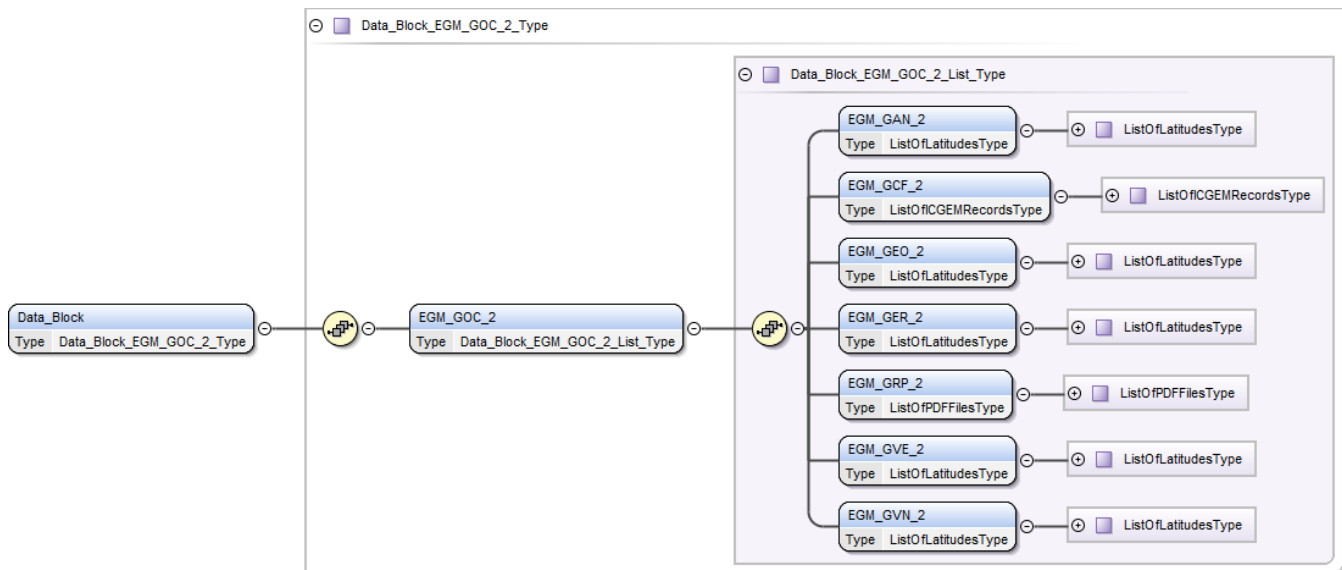 Data_Block_EGM_GOC_2_Type
Data_Block_EGM_GOC_2_List_Type
EGM_GAN_2
Type ListOfLatitudesType
ListOfLatitudesType
EGM_GCF_2
Type ListOfICGEMRecordsType
ListOfICGEMRecordsType
EGM_GEO_2
Type ListOfLatitudesType
ListOfLatitudesType
Data_Block
Type Data_Block_EGM_GOC_2_Type
EGM_GOC_2
Type Data_Block_EGM_GOC_2_List_Type
EGM_GER_2
Type ListOfLatitudesType
ListOfLatitudesType
EGM_GRP_2
Type ListOfPDFFilesType
ListOfPDFFilesType
EGM_GVE_2
Type ListOfLatitudesType
ListOfLatitudesType
EGM_GVN_2
Type ListOfLatitudesType
ListOfLatitudesType